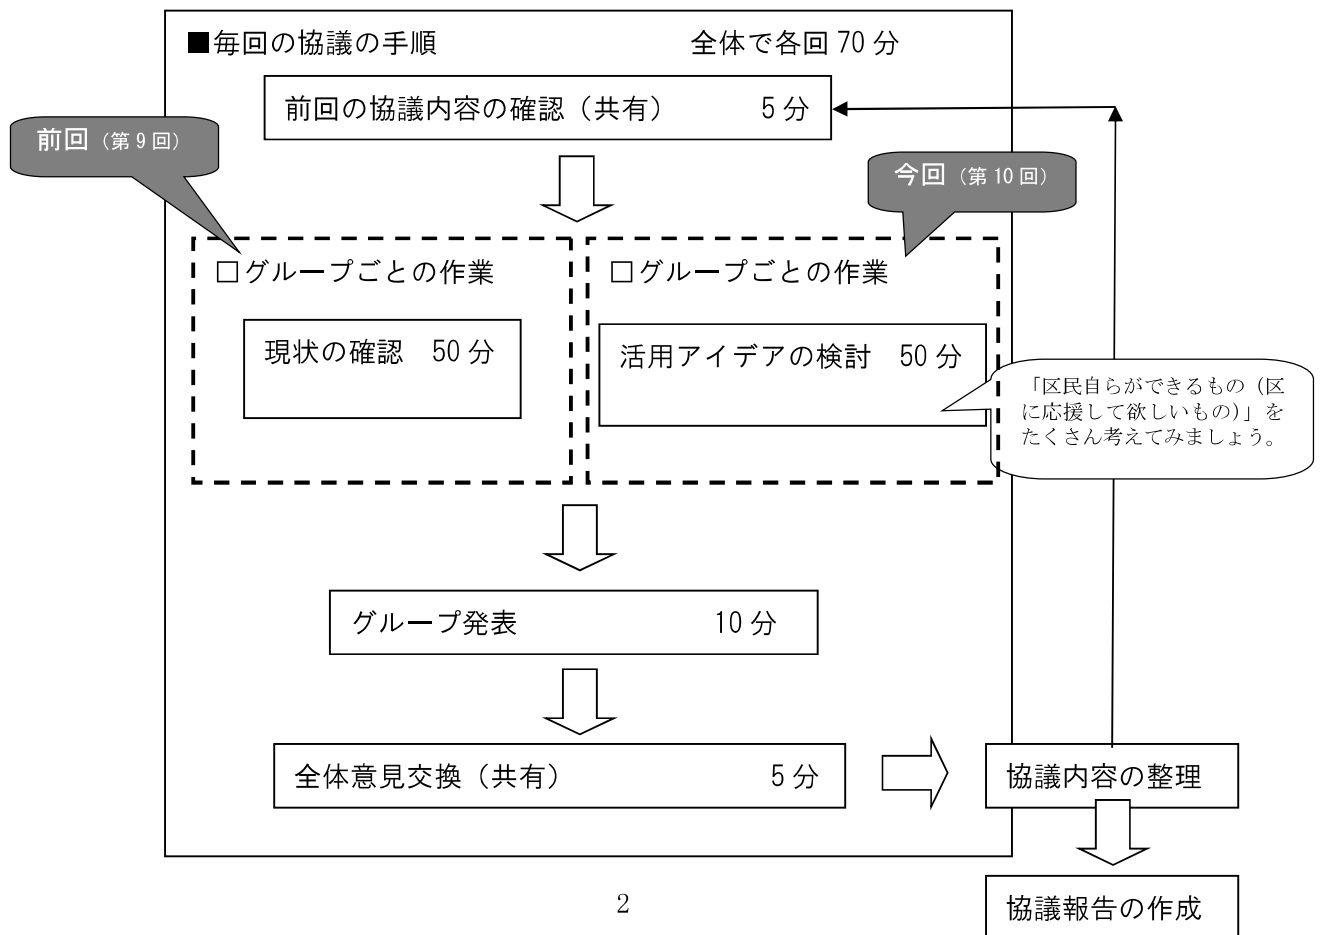 ■毎回の協議の手順 全体で各回 70 分
前回の協議内容の確認（共有） 5 分
前回（第 9 回）
今回（第 10 回）
□グループごとの作業
現状の確認 50 分
□グループごとの作業
活用アイデアの検討 50 分
「区民自らができるもの（区
に応援して欲しいもの）」を
たくさん考えてみましょう。
グループ発表 10 分
全体意見交換（共有） 5 分
協議内容の整理
協議報告の作成
2